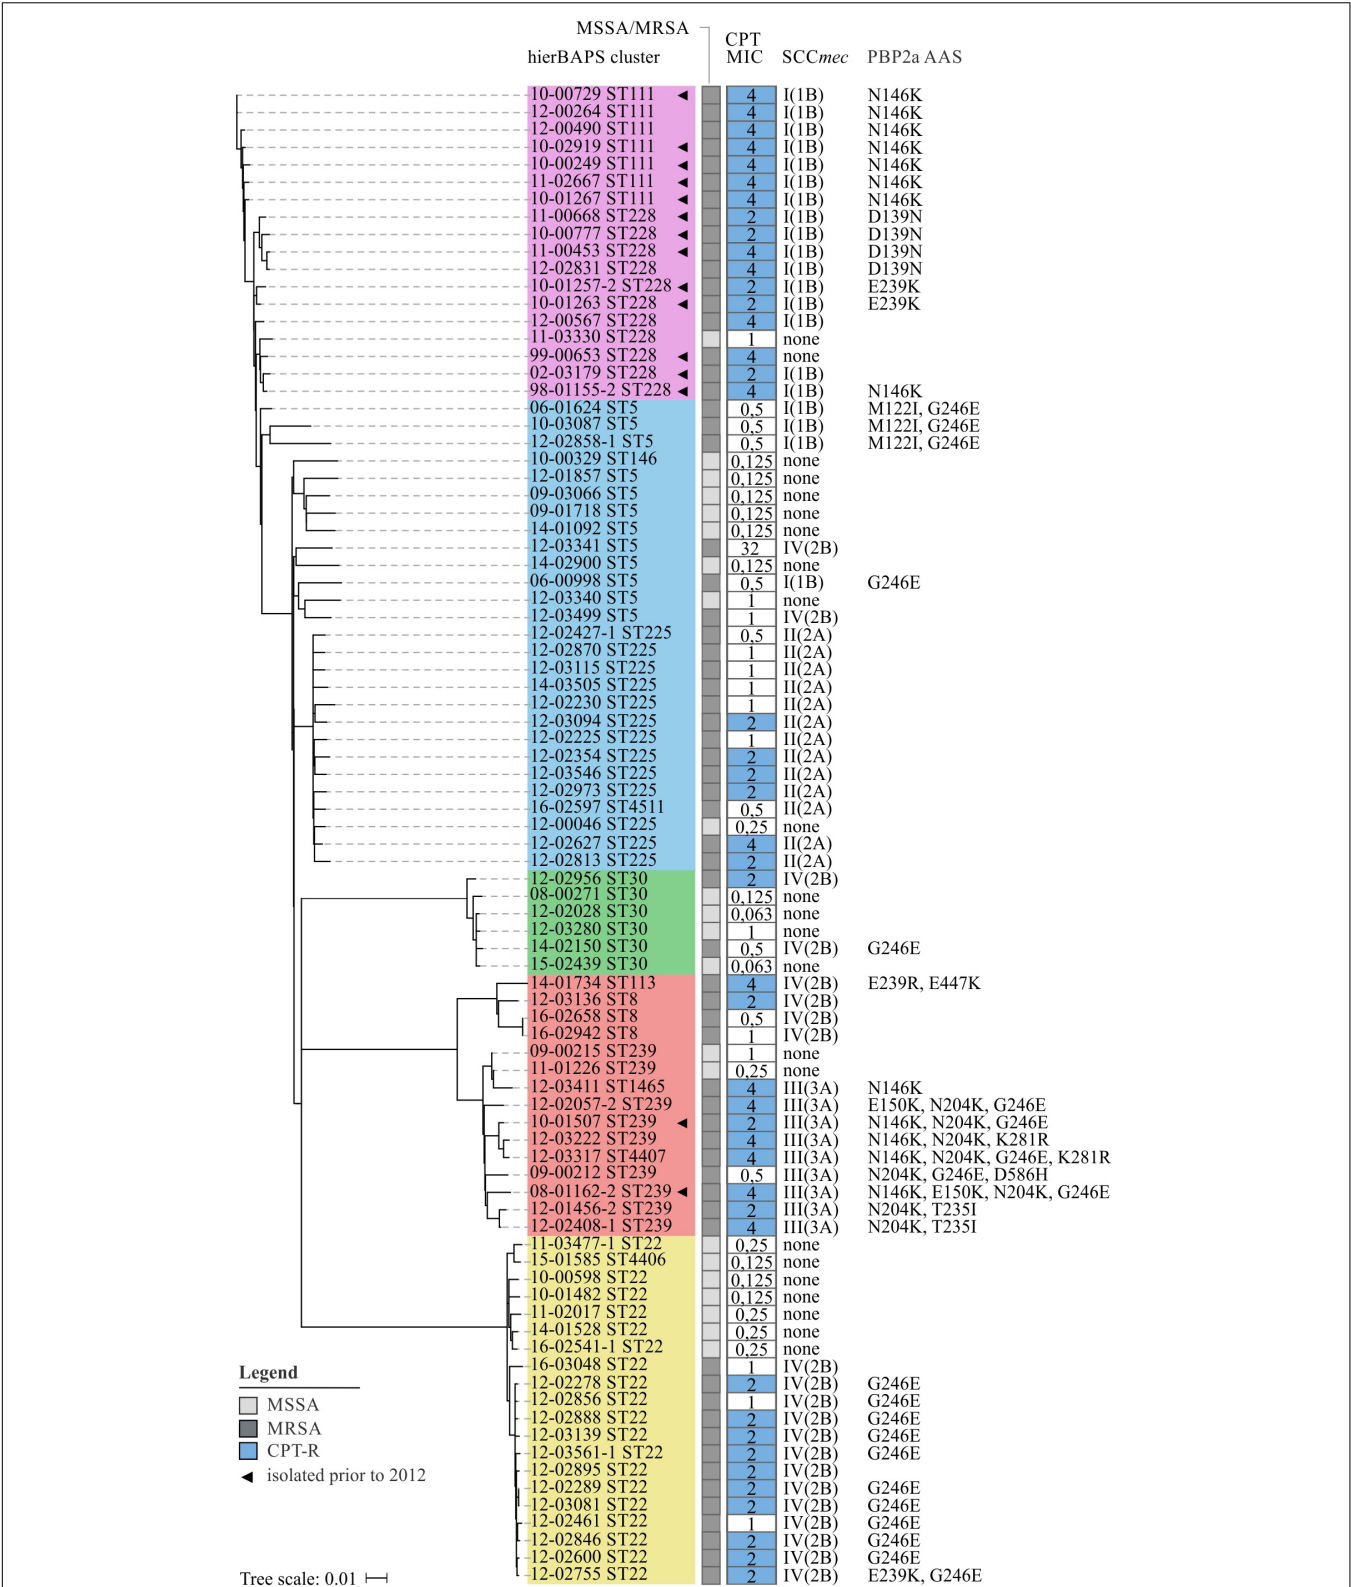 MSSA/MRSA
CPT
hierBAPS cluster MIC SCCmec PBP2a AAS
10-00729 ST111 ◄ 4 I(1B) N146K
12-00264 ST111 4 I(1B) N146K
12-00490 ST111 4 I(1B) N146K
10-02919 ST111 ◄ 4 I(1B) N146K
10-00249 ST111 ◄ 4 I(1B) N146K
11-02667 ST111 ◄ 4 I(1B) N146K
10-01267 ST111 ◄ 4 I(1B) N146K
11-00668 ST228 ◄ 2 I(1B) D139N
10-00777 ST228 ◄ 2 I(1B) D139N
11-00453 ST228 ◄ 4 I(1B) D139N
12-02831 ST228 4 I(1B) D139N
10-01257-2 ST228 ◄ 2 I(1B) E239K
10-01263 ST228 ◄ 2 I(1B) E239K
12-00567 ST228 4 I(1B)
11-03330 ST228 1 none
99-00653 ST228 ◄ 4 none
02-03179 ST228 ◄ 2 I(1B)
98-01155-2 ST228 ◄ 4 I(1B) N146K
06-01624 ST5 0,5 I(1B) M122I, G246E
10-03087 ST5 0,5 I(1B) M122I, G246E
12-02858-1 ST5 0,5 I(1B) M122I, G246E
10-00329 ST146 0,125 none
12-01857 ST5 0,125 none
09-03066 ST5 0,125 none
09-01718 ST5 0,125 none
14-01092 ST5 0,125 none
12-03341 ST5 32 IV(2B)
14-02900 ST5 0,125 none
06-00998 ST5 0,5 I(1B) G246E
12-03340 ST5 1 none
12-03499 ST5 1 IV(2B)
12-02427-1 ST225 0,5 II(2A)
12-02870 ST225 1 II(2A)
12-03115 ST225 1 II(2A)
14-03505 ST225 1 II(2A)
12-02230 ST225 1 II(2A)
12-03094 ST225 2 II(2A)
12-02225 ST225 1 II(2A)
12-02354 ST225 2 II(2A)
12-03546 ST225 2 II(2A)
12-02973 ST225 2 II(2A)
16-02597 ST4511 0,5 II(2A)
12-00046 ST225 0,25 none
12-02627 ST225 4 II(2A)
12-02813 ST225 2 II(2A)
12-02956 ST30 2 IV(2B)
08-00271 ST30 0,125 none
12-02028 ST30 0,063 none
12-03280 ST30 1 none
14-02150 ST30 0,5 IV(2B) G246E
15-02439 ST30 0,063 none
14-01734 ST113 4 IV(2B) E239R, E447K
12-03136 ST8 2 IV(2B)
16-02658 ST8 0,5 IV(2B)
16-02942 ST8 1 IV(2B)
09-00215 ST239 1 none
11-01226 ST239 0,25 none
12-03411 ST1465 4 III(3A) N146K
12-02057-2 ST239 4 III(3A) E150K, N204K, G246E
10-01507 ST239 ◄ 2 III(3A) N146K, N204K, G246E
12-03222 ST239 4 III(3A) N146K, N204K, K281R
12-03317 ST4407 4 III(3A) N146K, N204K, G246E, K281R
09-00212 ST239 0,5 III(3A) N204K, G246E, D586H
08-01162-2 ST239 ◄ 4 III(3A) N146K, E150K, N204K, G246E
12-01456-2 ST239 2 III(3A) N204K, T235I
12-02408-1 ST239 4 III(3A) N204K, T235I
11-03477-1 ST22 0,25 none
15-01585 ST4406 0,125 none
10-00598 ST22 0,125 none
10-01482 ST22 0,125 none
11-02017 ST22 0,25 none
14-01528 ST22 0,25 none
16-02541-1 ST22 0,25 none
16-03048 ST22 1 IV(2B)
12-02278 ST22 2 IV(2B) G246E
12-02856 ST22 1 IV(2B) G246E
12-02888 ST22 2 IV(2B) G246E
12-03139 ST22 2 IV(2B) G246E
12-03561-1 ST22 2 IV(2B) G246E
12-02895 ST22 2 IV(2B)
12-02289 ST22 2 IV(2B) G246E
12-03081 ST22 2 IV(2B) G246E
12-02461 ST22 1 IV(2B) G246E
12-02846 ST22 2 IV(2B) G246E
12-02600 ST22 2 IV(2B) G246E
12-02755 ST22 2 IV(2B) E239K, G246E
Legend
MSSA
MRSA
CPT-R
◄ isolated prior to 2012
Tree scale: 0.01